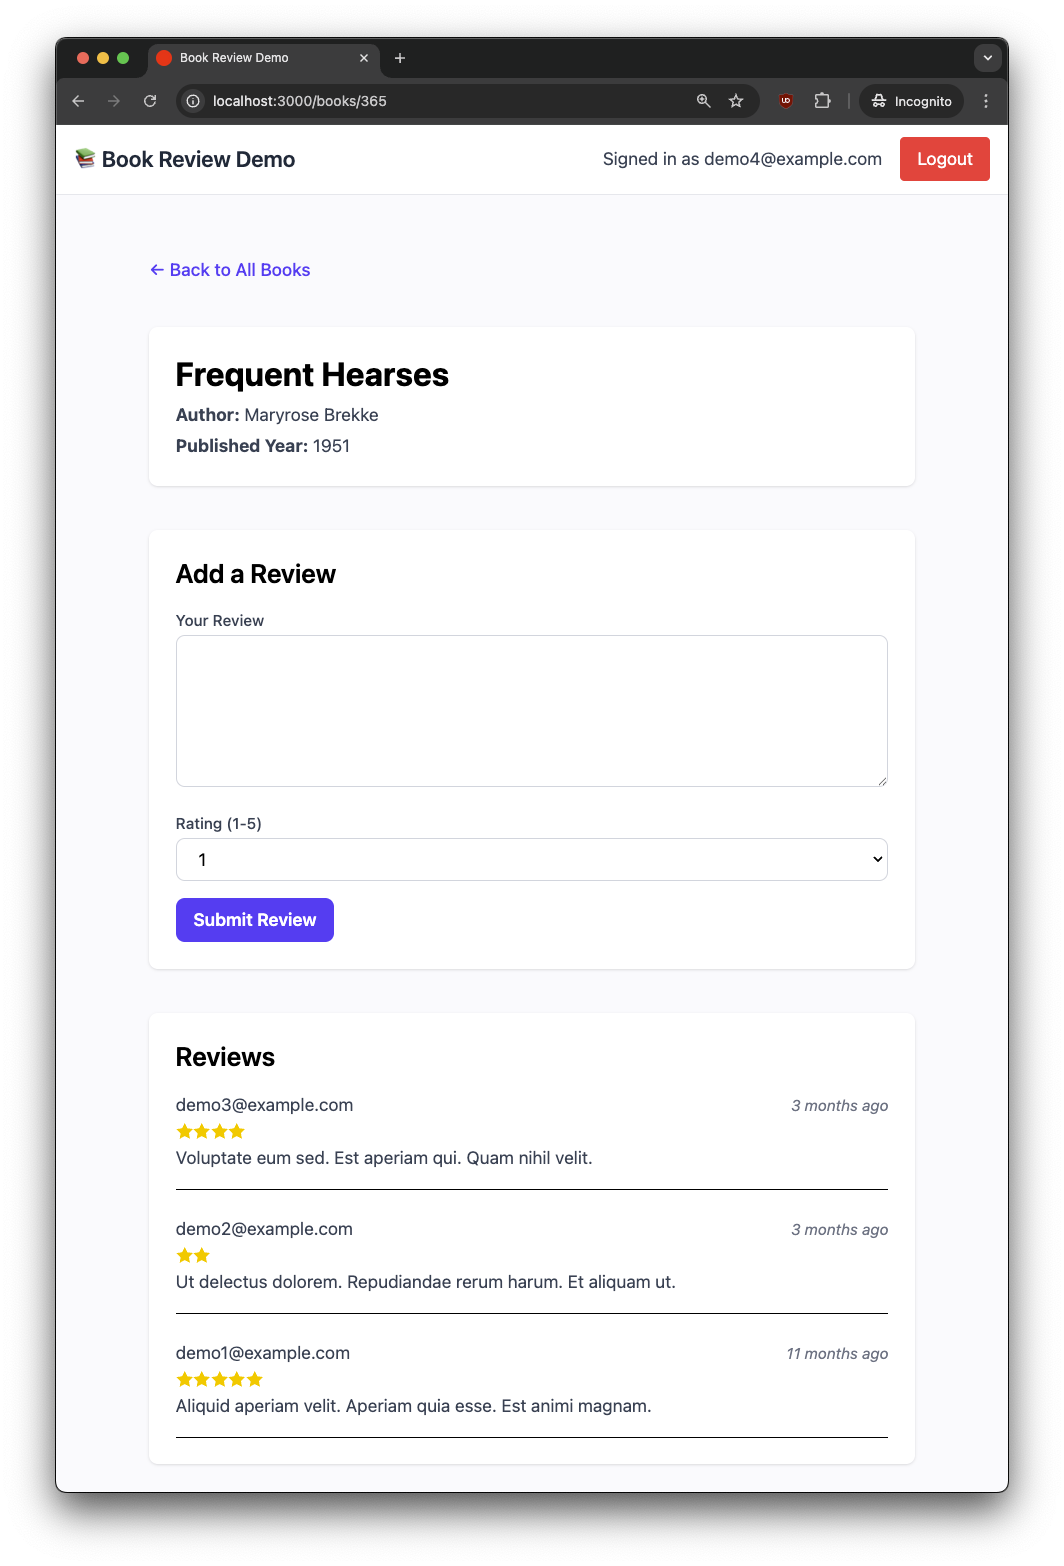 Book Review Demo
localhost:3000/books/365
Incognito
📚 Book Review Demo
Signed in as demo4@example.com
Logout
← Back to All Books
Frequent Hearses
Author: Maryrose Brekke
Published Year: 1951
Add a Review
Your Review
Rating (1-5)
1
Submit Review
Reviews
demo3@example.com
3 months ago
★★★★
Voluptate eum sed. Est aperiam qui. Quam nihil velit.
demo2@example.com
3 months ago
★★
Ut delectus dolorem. Repudiandae rerum harum. Et aliquam ut.
demo1@example.com
11 months ago
★★★★★
Aliquid aperiam velit. Aperiam quia esse. Est animi magnam.